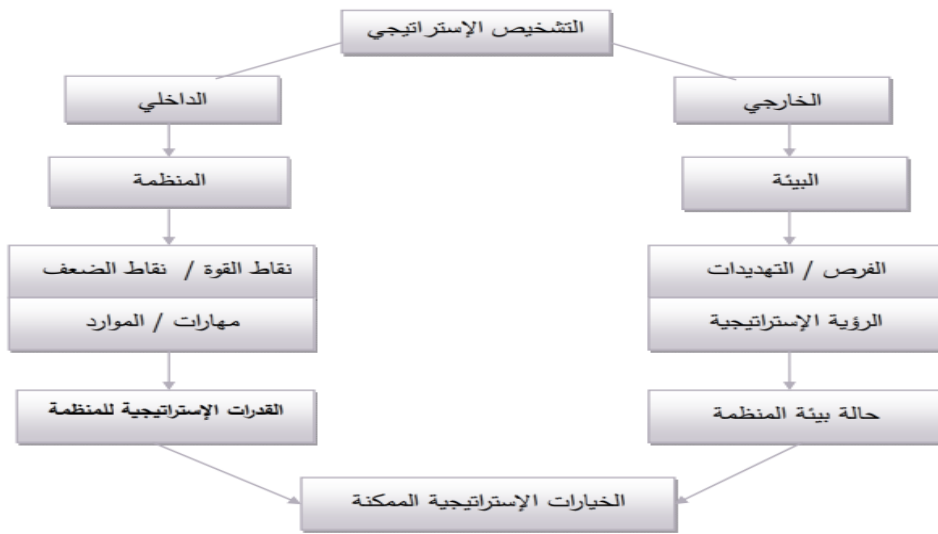 التشخيص الإستراتيجي
الخارجي
الداخلي
البيئة
المنظمة
الفرص / التهديدات
نقاط القوة / نقاط الضعف
الرؤية الإستراتيجية
مهارات / الموارد
حالة بيئة المنظمة
القدرات الإستراتيجية للمنظمة
الخيارات الإستراتيجية الممكنة